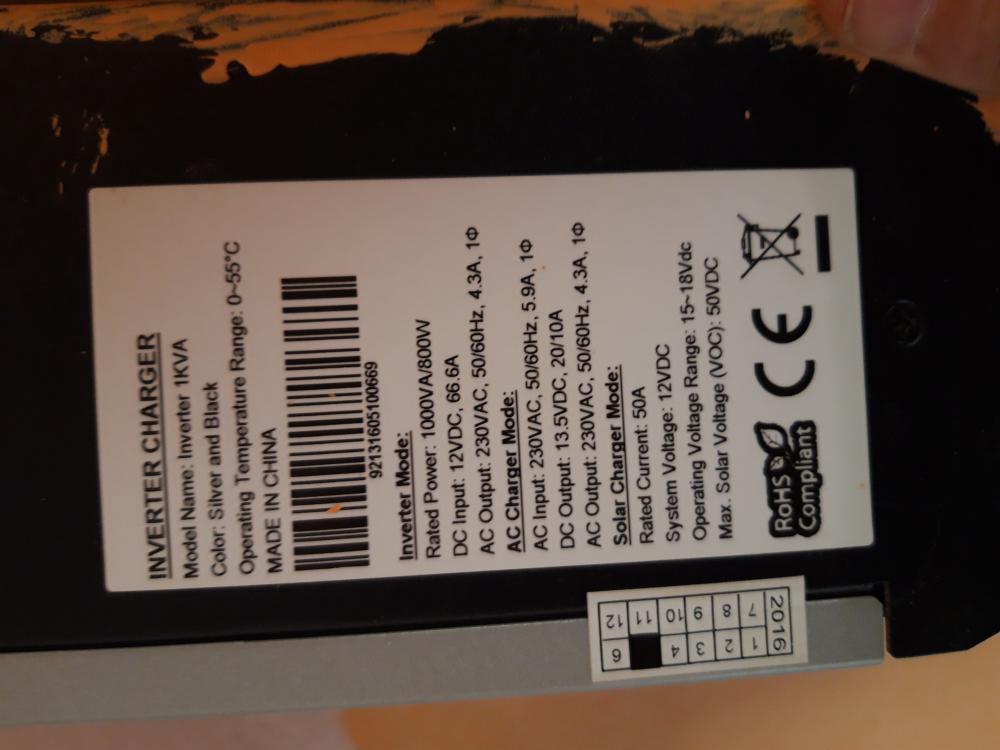 INVERTER CHARGER
Model Name: Inverter 1KVA
Color: Silver and Black
Operating Temperature Range: 0~55°C
MADE IN CHINA
92131605100669
Inverter Mode:
Rated Power: 1000VA/800W
DC Input: 12VDC, 66.6A
AC Output: 230VAC, 50/60Hz, 4.3A, 1Φ
AC Charger Mode:
AC Input: 230VAC, 50/60Hz, 5.9A, 1Φ
DC Output: 13.5VDC, 20/10A
AC Output: 230VAC, 50/60Hz, 4.3A, 1Φ
Solar Charger Mode:
Rated Current: 50A
System Voltage: 12VDC
Operating Voltage Range: 15~18Vdc
Max. Solar Voltage (VOC): 50VDC
RoHS
Compliant
CE
2016
1 7
2 8
3 9
4 10
11
6 12